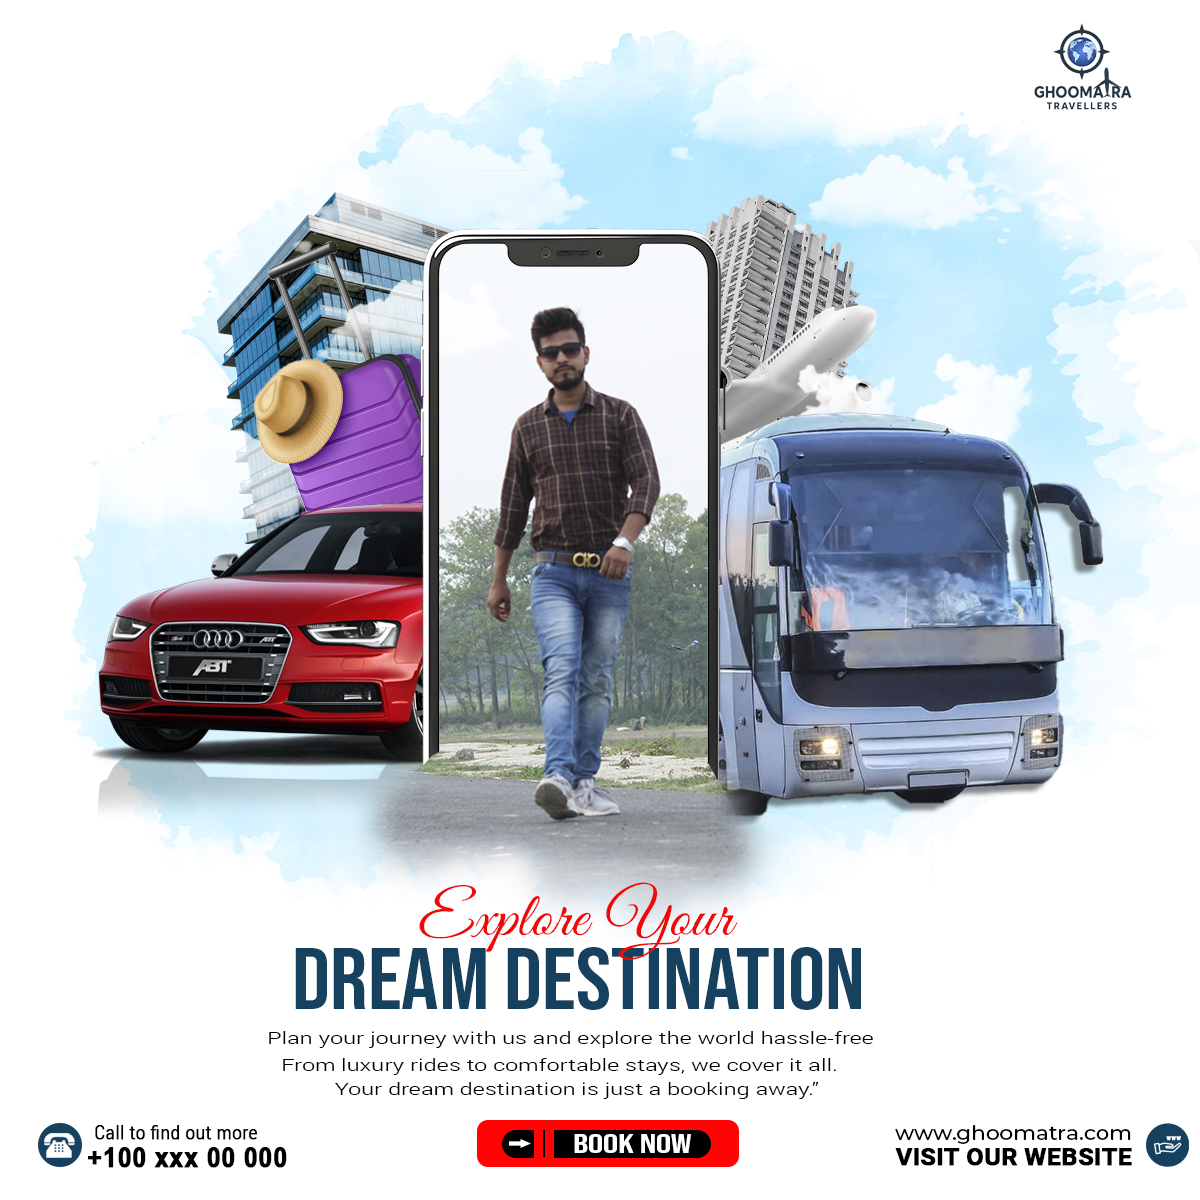 GHOOMATRA
TRAVELLERS
ABT
Explore Your
DREAM DESTINATION
Plan your journey with us and explore the world hassle-free
From luxury rides to comfortable stays, we cover it all.
Your dream destination is just a booking away.”
Call to find out more
+100 xxx 00 000
BOOK NOW
www.ghoomatra.com
VISIT OUR WEBSITE
www